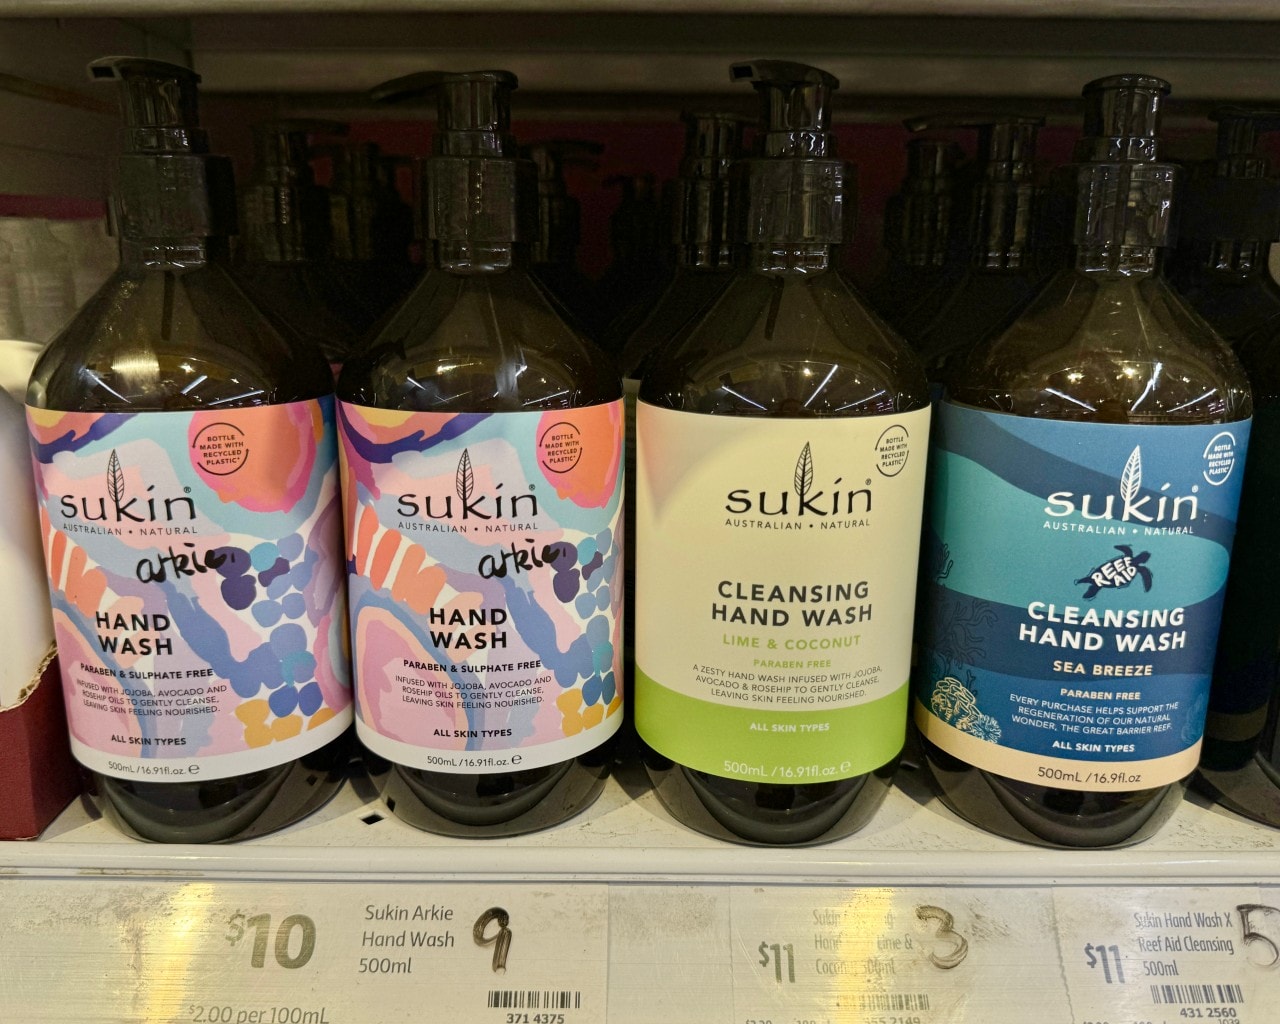 BOTTLE
MADE WITH
RECYCLED
PLASTIC*
sukin®
AUSTRALIAN • NATURAL
arkie
HAND
WASH
PARABEN & SULPHATE FREE
INFUSED WITH JOJOBA, AVOCADO AND
ROSEHIP OILS TO GENTLY CLEANSE,
LEAVING SKIN FEELING NOURISHED.
ALL SKIN TYPES
500mL / 16.91fl.oz. ℮
BOTTLE
MADE WITH
RECYCLED
PLASTIC*
sukin®
AUSTRALIAN • NATURAL
arkie
HAND
WASH
PARABEN & SULPHATE FREE
INFUSED WITH JOJOBA, AVOCADO AND
ROSEHIP OILS TO GENTLY CLEANSE,
LEAVING SKIN FEELING NOURISHED.
ALL SKIN TYPES
500mL / 16.91fl.oz. ℮
BOTTLE
MADE WITH
RECYCLED
PLASTIC*
sukin®
AUSTRALIAN • NATURAL
CLEANSING
HAND WASH
LIME & COCONUT
PARABEN FREE
A ZESTY HAND WASH INFUSED WITH JOJOBA,
AVOCADO & ROSEHIP TO GENTLY CLEANSE,
LEAVING SKIN FEELING NOURISHED.
ALL SKIN TYPES
500mL / 16.91fl.oz. ℮
BOTTLE
MADE WITH
RECYCLED
PLASTIC*
sukin®
AUSTRALIAN • NATURAL
REEF
AID
CLEANSING
HAND WASH
SEA BREEZE
PARABEN FREE
EVERY PURCHASE HELPS SUPPORT THE
REGENERATION OF OUR NATURAL
WONDER, THE GREAT BARRIER REEF.
ALL SKIN TYPES
500mL / 16.91fl.oz
$10
Sukin Arkie
Hand Wash
500ml
9
$2.00 per 100ml
371 4375
$11
Lime &
500ml
3
355 2149
$11
Sukin Hand Wash X
Reef Aid Cleansing
500ml
5
431 2560